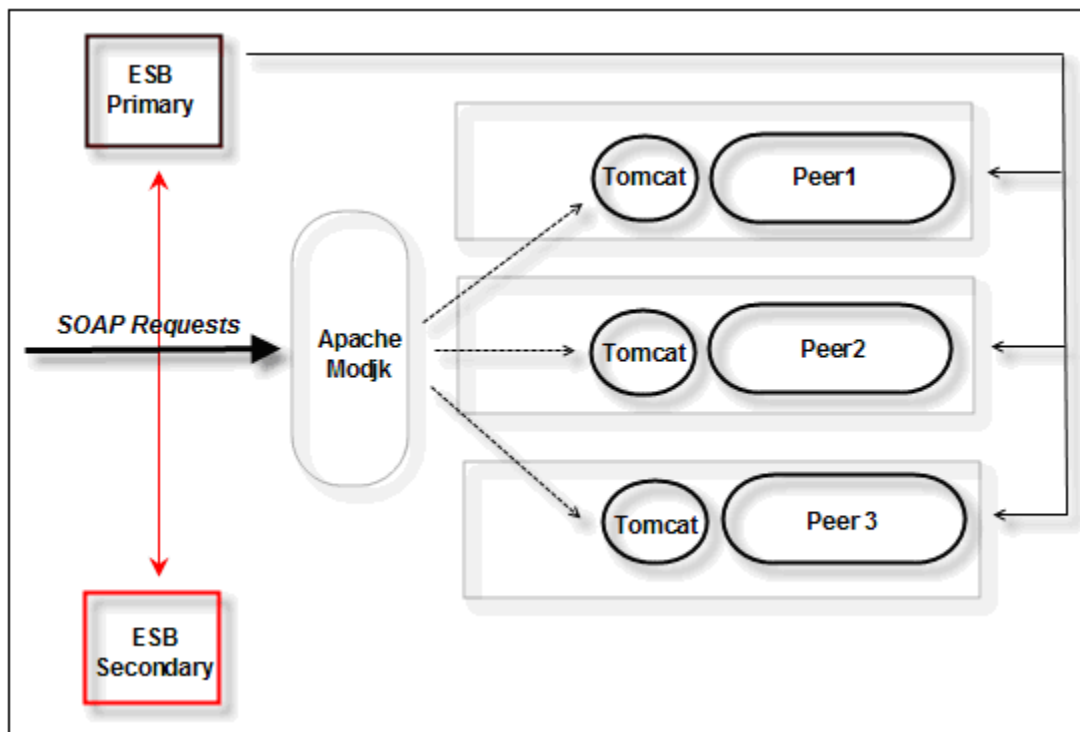 ESB
Primary
Tomcat
Peer1
SOAP Requests
Apache
Modjk
Tomcat
Peer2
Tomcat
Peer 3
ESB
Secondary